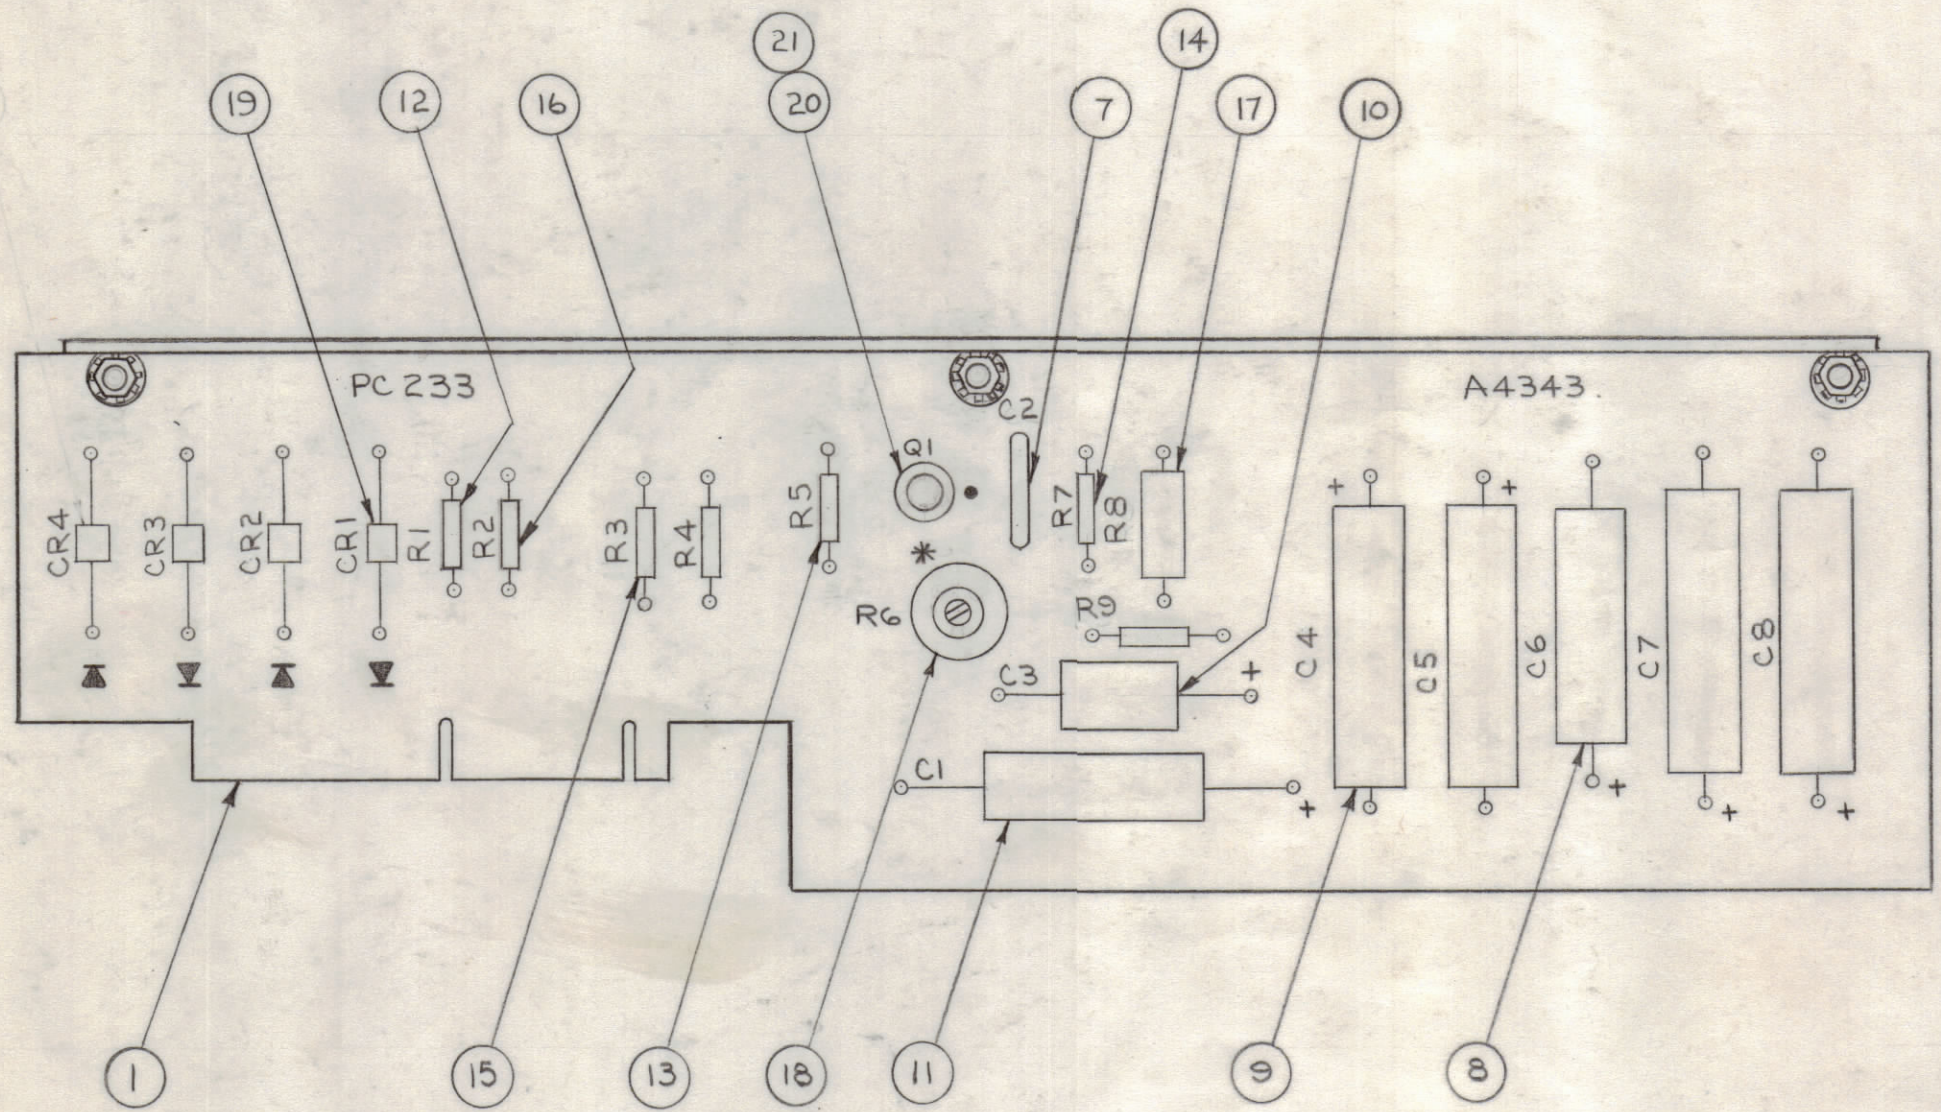 21
14
19
12
16
20
7
17
10
PC 233
A4343.
C2
Q1
CR4
CR3
CR2
CR1
R1
R2
R3
R4
R5
R7
R8
+
+
*
R6
R9
C3
+
C4
C5
C6
C7
C8
C1
+
+
+
+
1
15
13
18
11
9
8